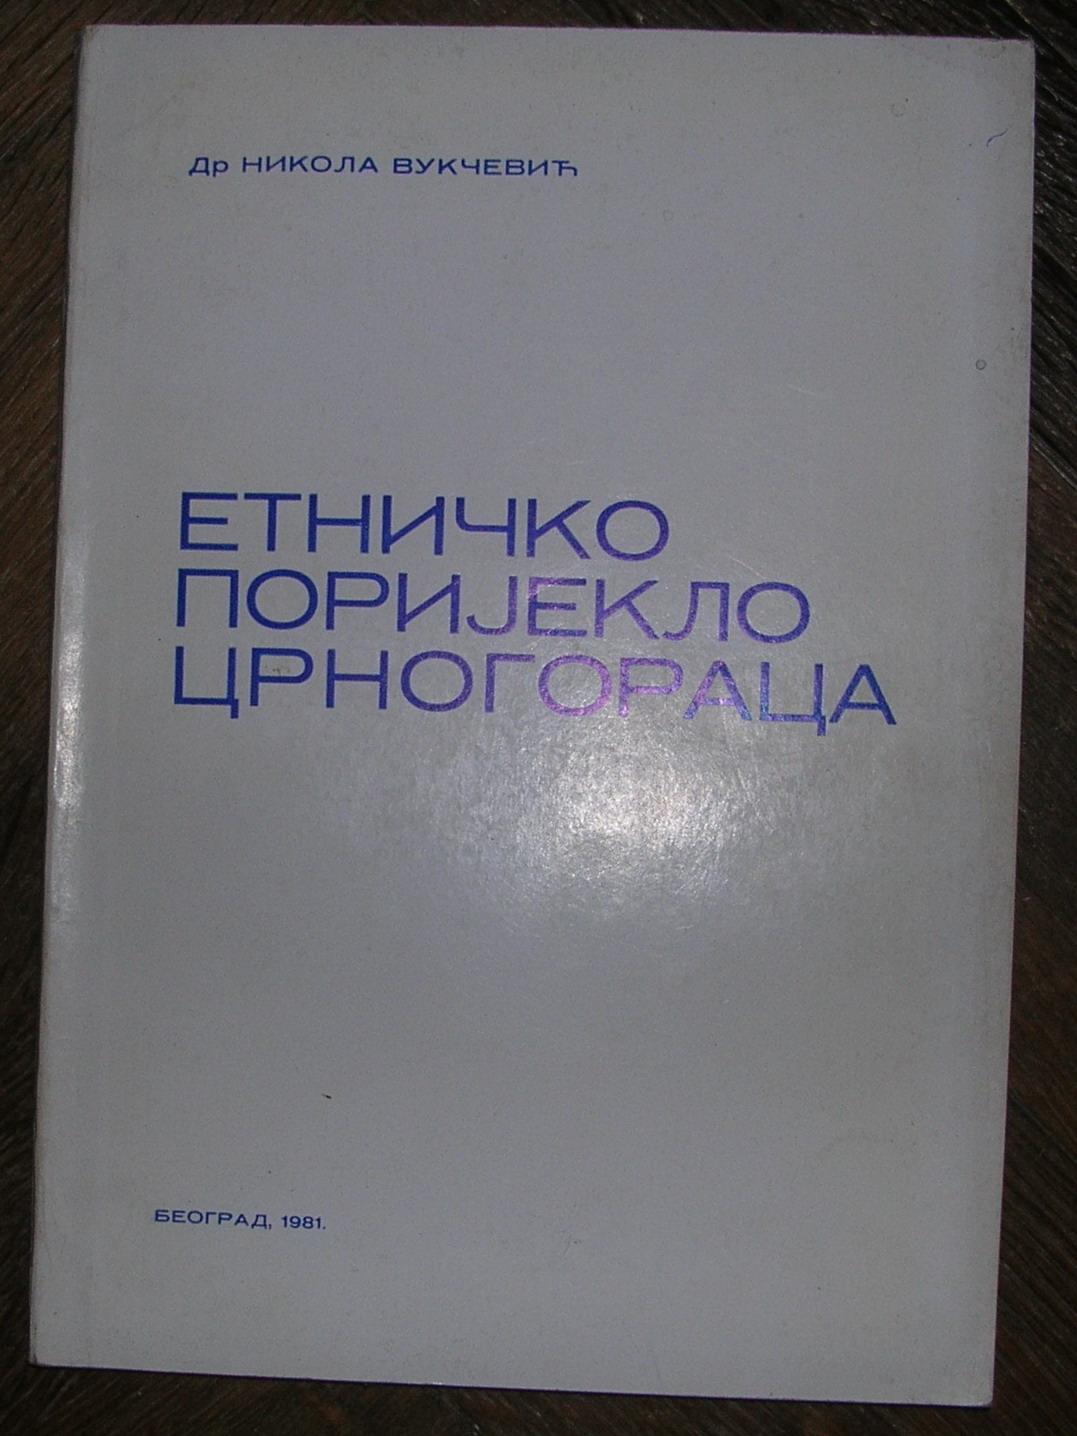 Др НИКОЛА ВУКЧЕВИЋ
ЕТНИЧКО
ПОРИЈЕКЛО
ЦРНОГОРАЦА
БЕОГРАД, 1981.